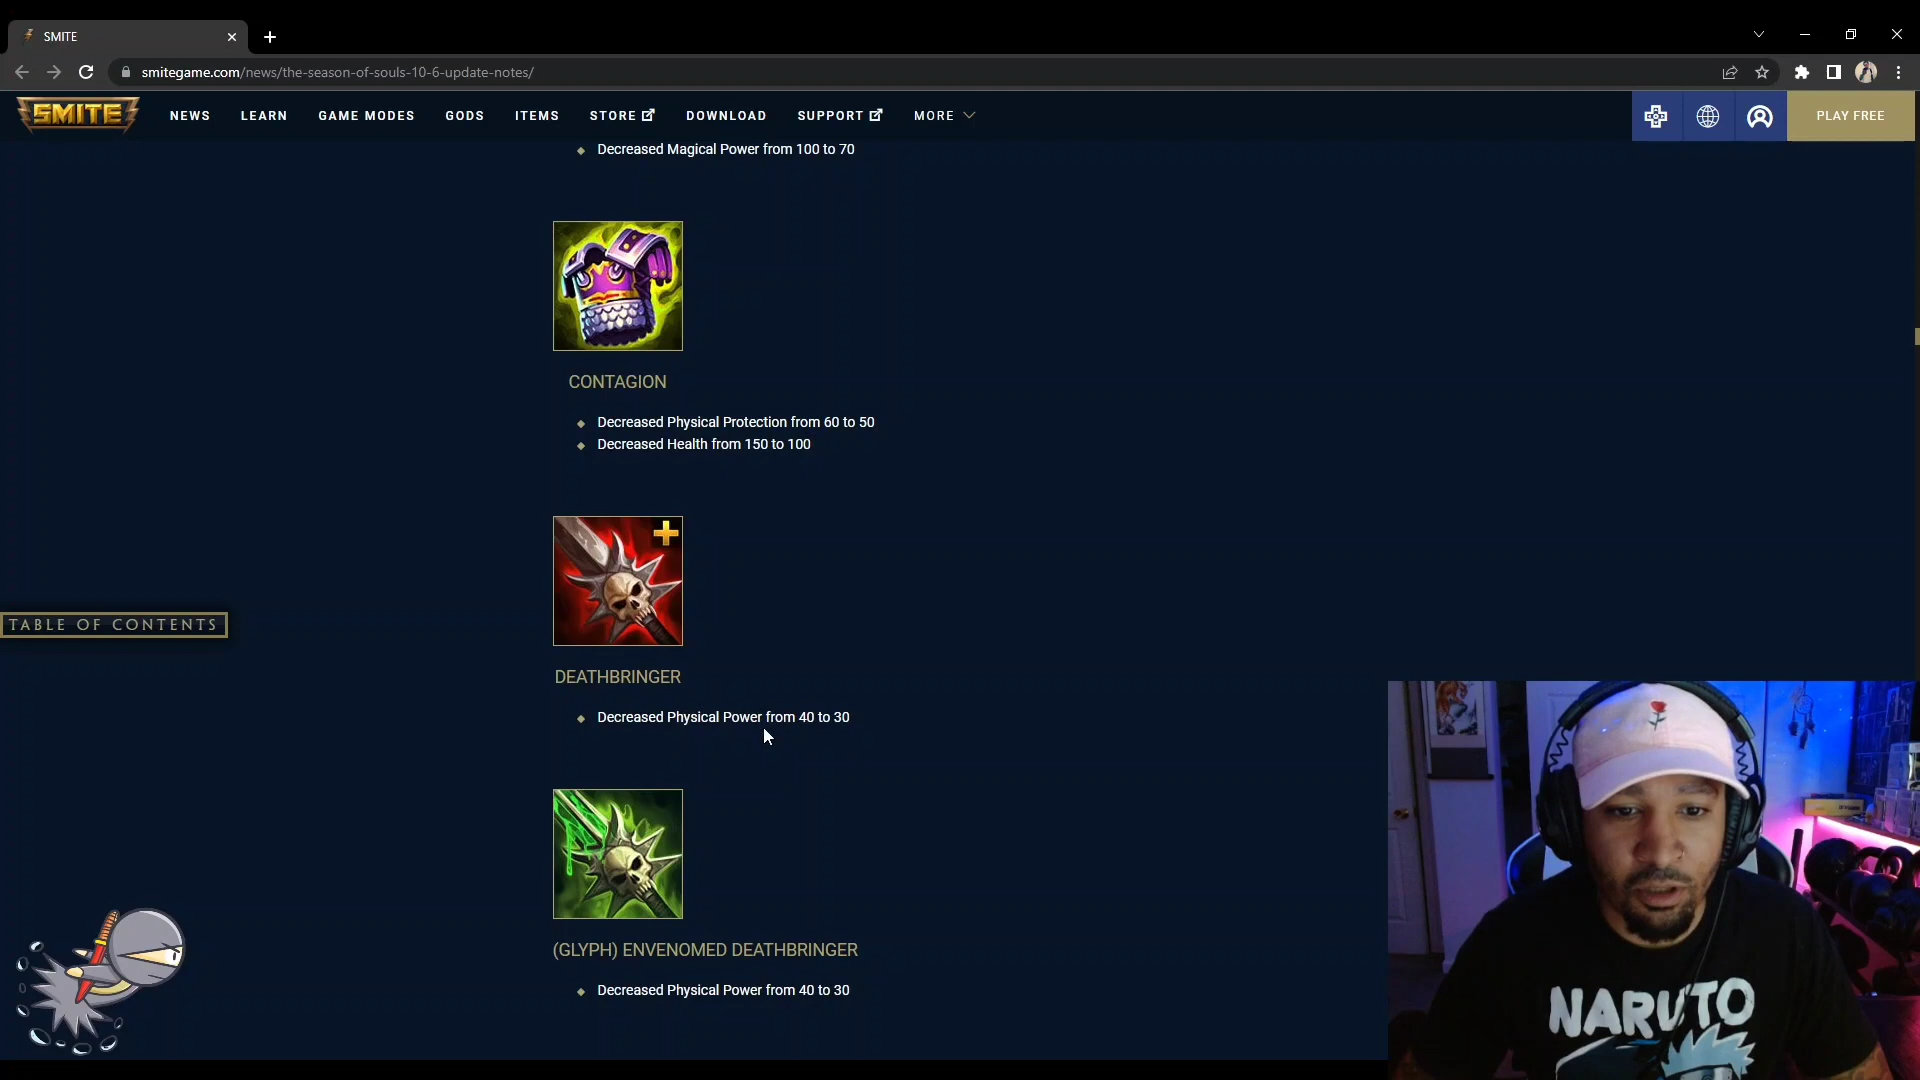 SMITE
smitegame.com/news/the-season-of-souls-10-6-update-notes/
SMITE
NEWS LEARN GAME MODES GODS ITEMS STORE DOWNLOAD SUPPORT MORE PLAY FREE
Decreased Magical Power from 100 to 70
CONTAGION
Decreased Physical Protection from 60 to 50
Decreased Health from 150 to 100
TABLE OF CONTENTS
DEATHBRINGER
Decreased Physical Power from 40 to 30
(GLYPH) ENVENOMED DEATHBRINGER
Decreased Physical Power from 40 to 30
NARUTO